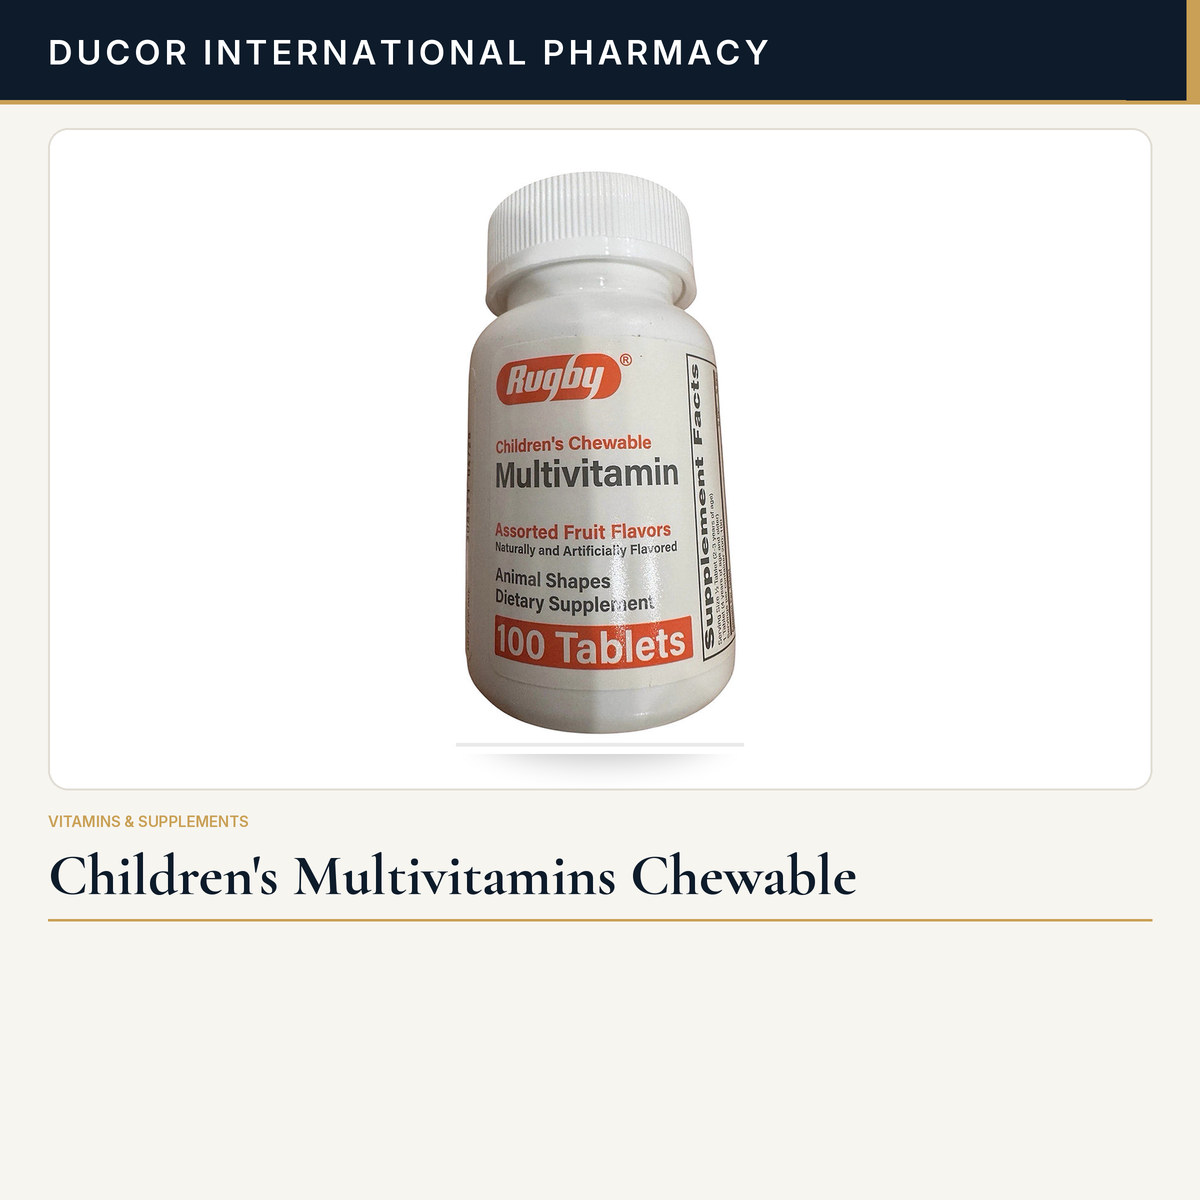 DUCOR INTERNATIONAL PHARMACY
Rugby®
Children's Chewable
Multivitamin
Assorted Fruit Flavors
Naturally and Artificially Flavored
Animal Shapes
Dietary Supplement
100 Tablets
Supplement Facts
VITAMINS & SUPPLEMENTS
Children's Multivitamins Chewable